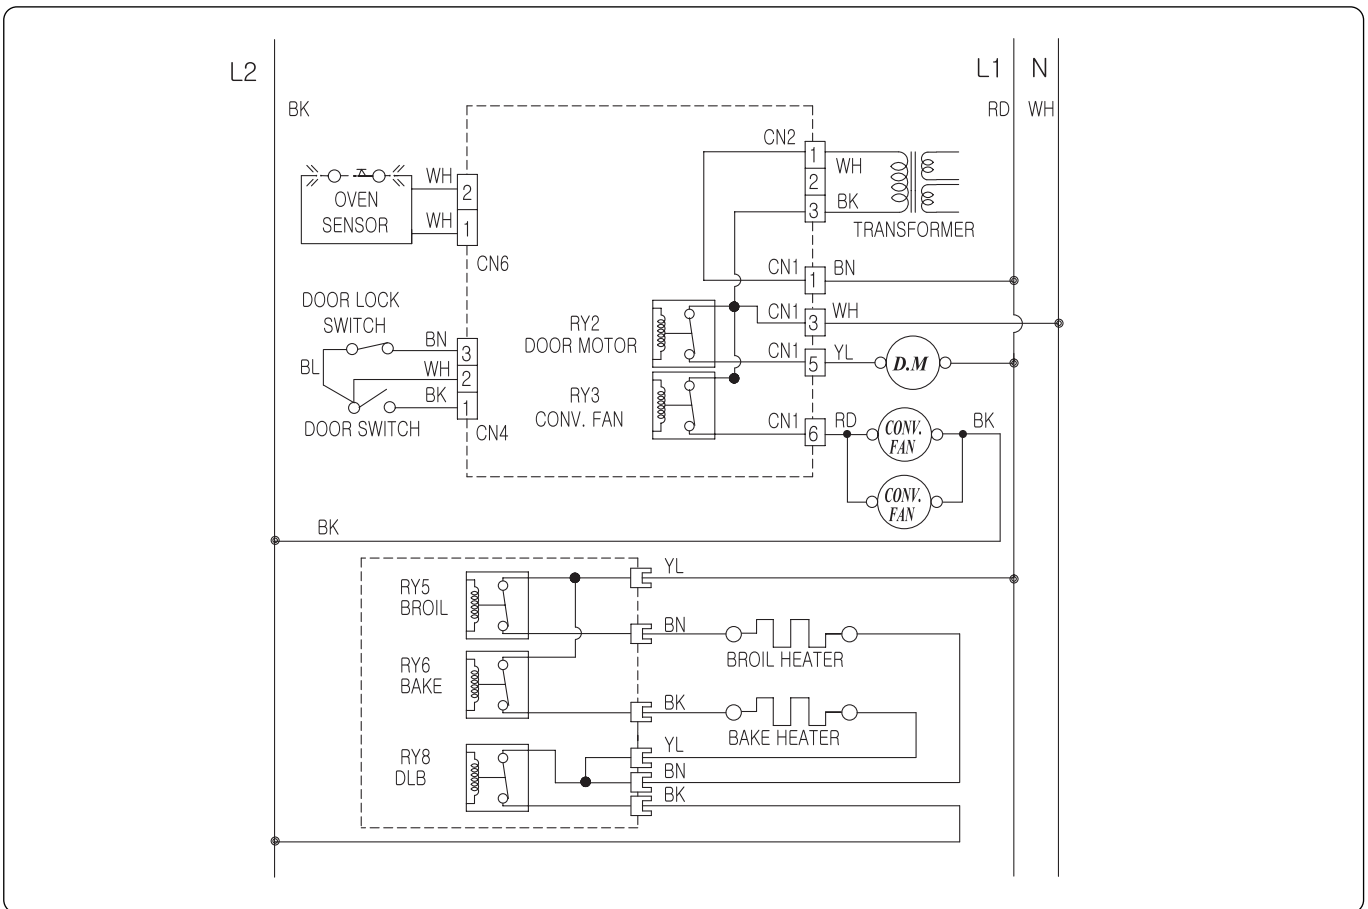 L2
L1 N
BK
RD WH
CN2
1
WH
2
BK
3
TRANSFORMER
WH
2
WH
1
OVEN
SENSOR
CN6
CN1
1
BN
DOOR LOCK
SWITCH
BN
3
BL
WH
2
BK
1
DOOR SWITCH
CN4
RY2
DOOR MOTOR
CN1
3
WH
CN1
5
YL
D.M
RY3
CONV. FAN
CN1
6
RD
CONV.
FAN
BK
CONV.
FAN
BK
YL
RY5
BROIL
BN
BROIL HEATER
RY6
BAKE
BK
BAKE HEATER
YL
RY8
DLB
BN
BK